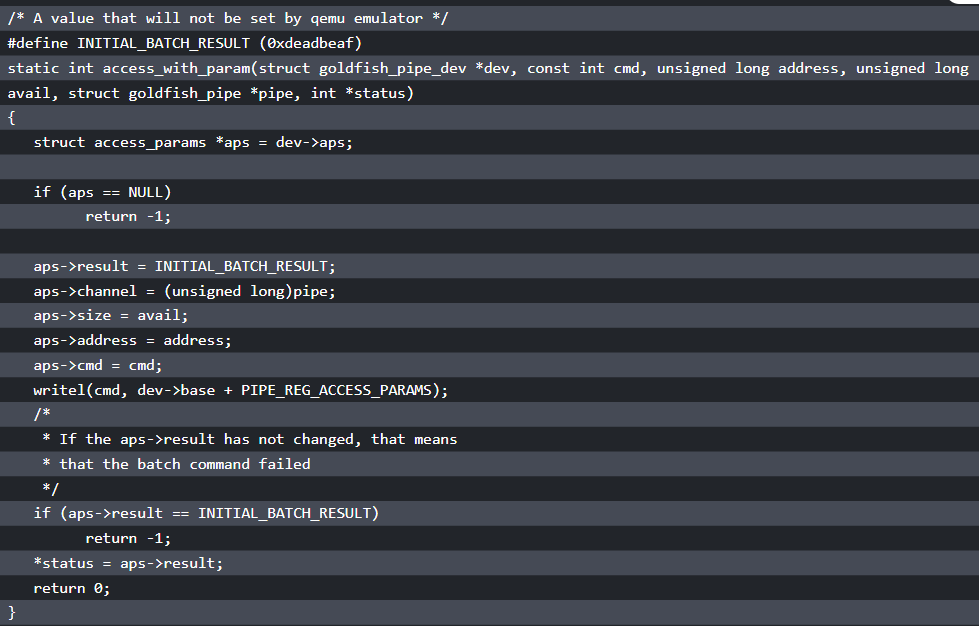 /* A value that will not be set by qemu emulator */
#define INITIAL_BATCH_RESULT (0xdeadbeaf)
static int access_with_param(struct goldfish_pipe_dev *dev, const int cmd, unsigned long address, unsigned long
avail, struct goldfish_pipe *pipe, int *status)
{
   struct access_params *aps = dev->aps;

   if (aps == NULL)
         return -1;

   aps->result = INITIAL_BATCH_RESULT;
   aps->channel = (unsigned long)pipe;
   aps->size = avail;
   aps->address = address;
   aps->cmd = cmd;
   writel(cmd, dev->base + PIPE_REG_ACCESS_PARAMS);
   /*
    * If the aps->result has not changed, that means
    * that the batch command failed
    */
   if (aps->result == INITIAL_BATCH_RESULT)
         return -1;
   *status = aps->result;
   return 0;
}